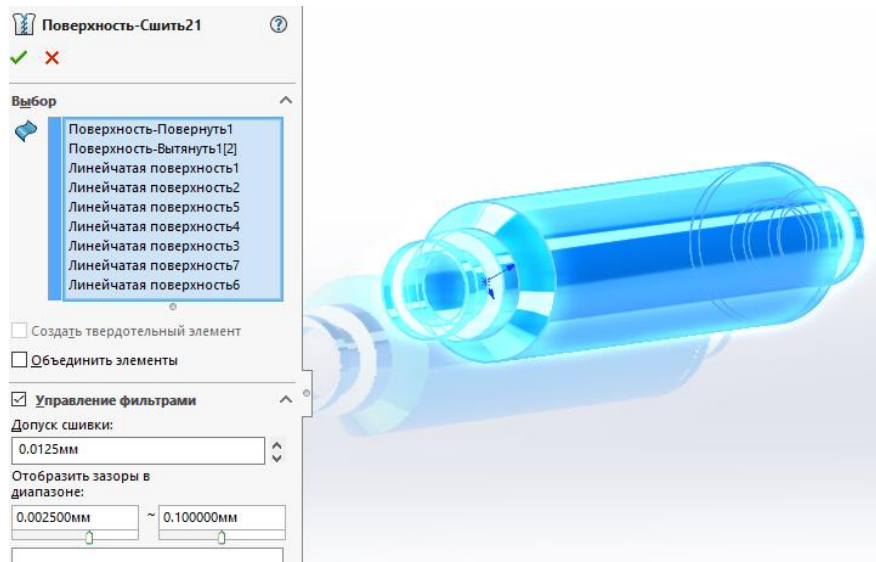 Поверхность-Сшить21
Выбор
Поверхность-Повернуть1
Поверхность-Вытянуть1[2]
Линейчатая поверхность1
Линейчатая поверхность2
Линейчатая поверхность5
Линейчатая поверхность4
Линейчатая поверхность3
Линейчатая поверхность7
Линейчатая поверхность6
Создать твердотельный элемент
Объединить элементы
Управление фильтрами
Допуск сшивки:
0.0125мм
Отобразить зазоры в
диапазоне:
0.002500мм ~ 0.100000мм